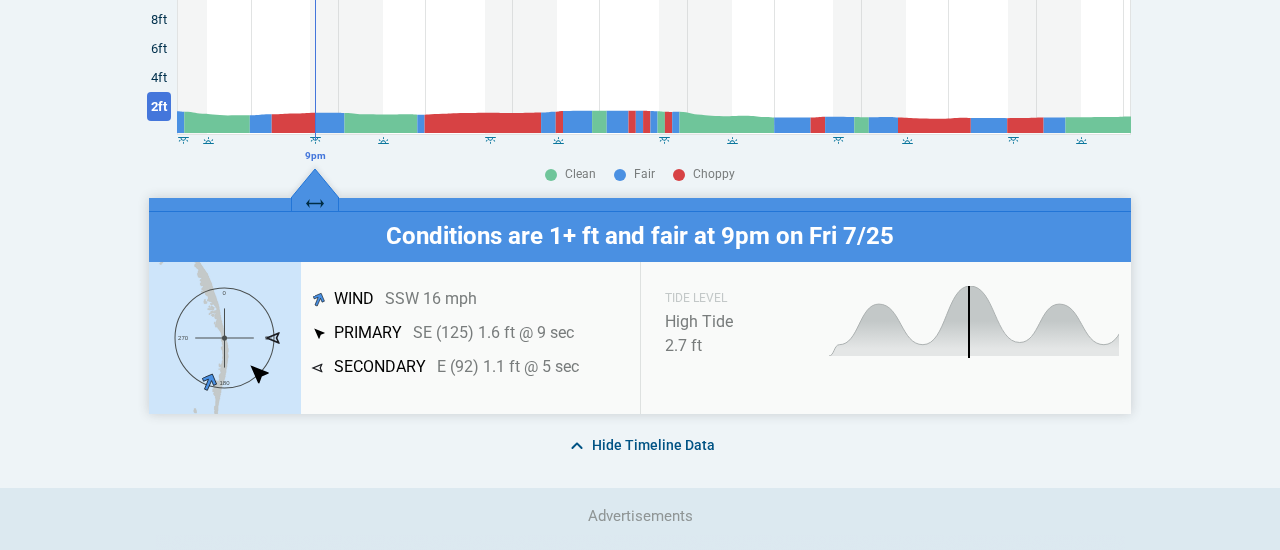 8ft
6ft
4ft
2ft
9pm
Clean Fair Choppy
Conditions are 1+ ft and fair at 9pm on Fri 7/25
0
270
180
WIND SSW 16 mph
PRIMARY SE (125) 1.6 ft @ 9 sec
SECONDARY E (92) 1.1 ft @ 5 sec
TIDE LEVEL
High Tide
2.7 ft
Hide Timeline Data
Advertisements